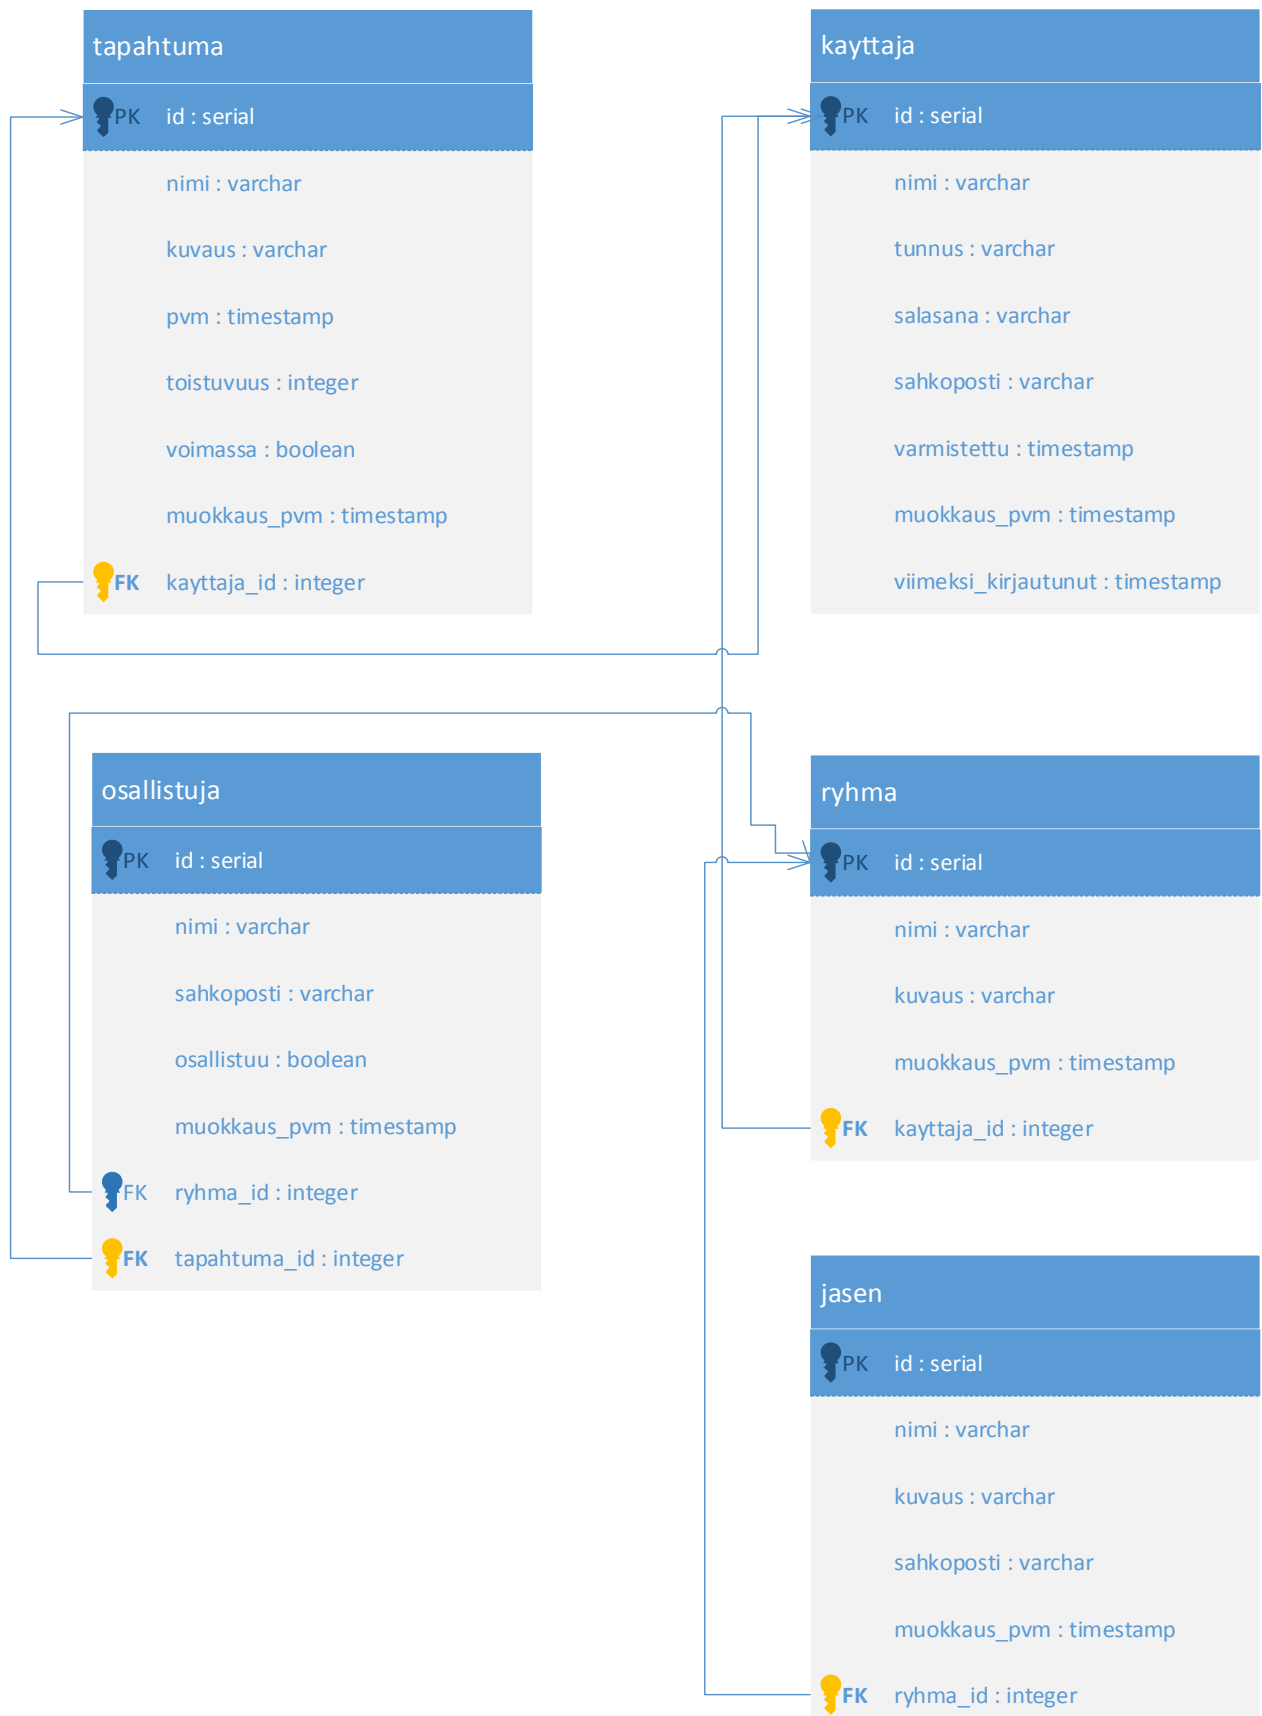 tapahtuma
PK id : serial
nimi : varchar
kuvaus : varchar
pvm : timestamp
toistuvuus : integer
voimassa : boolean
muokkaus_pvm : timestamp
FK kayttaja_id : integer
kayttaja
PK id : serial
nimi : varchar
tunnus : varchar
salasana : varchar
sahkoposti : varchar
varmistettu : timestamp
muokkaus_pvm : timestamp
viimeksi_kirjautunut : timestamp
osallistuja
PK id : serial
nimi : varchar
sahkoposti : varchar
osallistuu : boolean
muokkaus_pvm : timestamp
FK ryhma_id : integer
FK tapahtuma_id : integer
ryhma
PK id : serial
nimi : varchar
kuvaus : varchar
muokkaus_pvm : timestamp
FK kayttaja_id : integer
jasen
PK id : serial
nimi : varchar
kuvaus : varchar
sahkoposti : varchar
muokkaus_pvm : timestamp
FK ryhma_id : integer